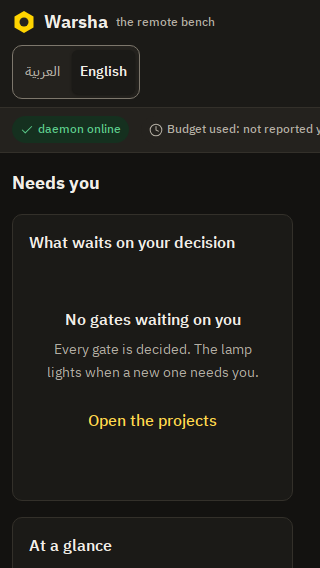 Warsha the remote bench
العربية English
daemon online Budget used: not reported
Needs you
What waits on your decision
No gates waiting on you
Every gate is decided. The lamp
lights when a new one needs you.
Open the projects
At a glance